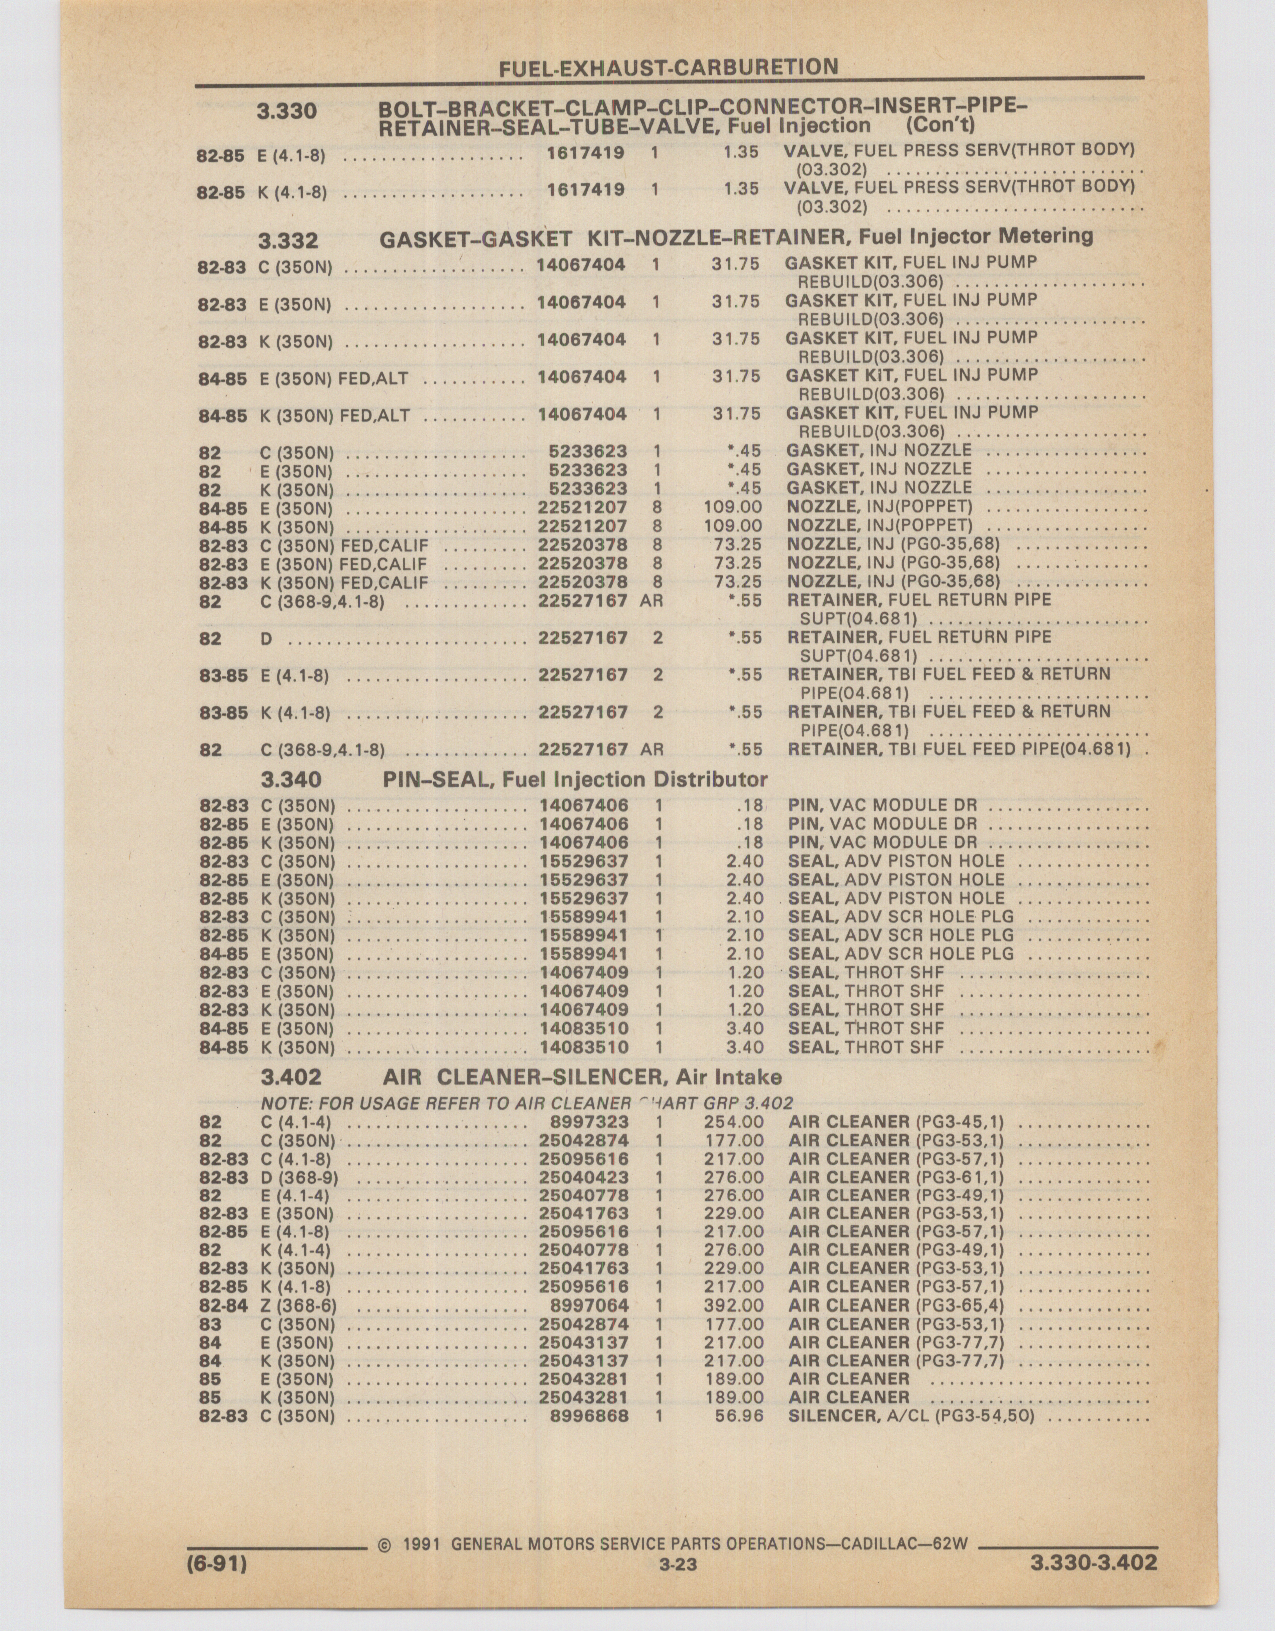 FUEL-EXHAUST-CARBURETION
3.330 BOLT–BRACKET–CLAMP–CLIP–CONNECTOR–INSERT–PIPE–
RETAINER–SEAL–TUBE–VALVE, Fuel Injection (Con't)
82-85 E (4.1-8) ................... 1617419 1 1.35 VALVE, FUEL PRESS SERV(THROT BODY)
(03.302) ...........................
82-85 K (4.1-8) ................... 1617419 1 1.35 VALVE, FUEL PRESS SERV(THROT BODY)
(03.302) ...........................
3.332 GASKET–GASKET KIT–NOZZLE–RETAINER, Fuel Injector Metering
82-83 C (350N) ................... 14067404 1 31.75 GASKET KIT, FUEL INJ PUMP
REBUILD(03.306) ....................
82-83 E (350N) ................... 14067404 1 31.75 GASKET KIT, FUEL INJ PUMP
REBUILD(03.306) ....................
82-83 K (350N) ................... 14067404 1 31.75 GASKET KIT, FUEL INJ PUMP
REBUILD(03.306) ....................
84-85 E (350N) FED,ALT ........... 14067404 1 31.75 GASKET KIT, FUEL INJ PUMP
REBUILD(03.306) ....................
84-85 K (350N) FED,ALT ........... 14067404 1 31.75 GASKET KIT, FUEL INJ PUMP
REBUILD(03.306) ....................
82 C (350N) ................... 5233623 1 *.45 GASKET, INJ NOZZLE .................
82 E (350N) ................... 5233623 1 *.45 GASKET, INJ NOZZLE .................
82 K (350N) ................... 5233623 1 *.45 GASKET, INJ NOZZLE .................
84-85 E (350N) ................... 22521207 8 109.00 NOZZLE, INJ(POPPET) .................
84-85 K (350N) ................... 22521207 8 109.00 NOZZLE, INJ(POPPET) .................
82-83 C (350N) FED,CALIF ......... 22520378 8 73.25 NOZZLE, INJ (PG0-35,68) ..............
82-83 E (350N) FED,CALIF ......... 22520378 8 73.25 NOZZLE, INJ (PG0-35,68) ..............
82-83 K (350N) FED,CALIF ......... 22520378 8 73.25 NOZZLE, INJ (PG0-35,68) ..............
82 C (368-9,4.1-8) ............. 22527167 AR *.55 RETAINER, FUEL RETURN PIPE
SUPT(04.681) .......................
82 D ......................... 22527167 2 *.55 RETAINER, FUEL RETURN PIPE
SUPT(04.681) .......................
83-85 E (4.1-8) ................... 22527167 2 *.55 RETAINER, TBI FUEL FEED & RETURN
PIPE(04.681) .......................
83-85 K (4.1-8) ................... 22527167 2 *.55 RETAINER, TBI FUEL FEED & RETURN
PIPE(04.681) .......................
82 C (368-9,4.1-8) ............. 22527167 AR *.55 RETAINER, TBI FUEL FEED PIPE(04.681) .
3.340 PIN–SEAL, Fuel Injection Distributor
82-83 C (350N) ................... 14067406 1 .18 PIN, VAC MODULE DR .................
82-85 E (350N) ................... 14067406 1 .18 PIN, VAC MODULE DR .................
82-85 K (350N) ................... 14067406 1 .18 PIN, VAC MODULE DR .................
82-83 C (350N) ................... 15529637 1 2.40 SEAL, ADV PISTON HOLE ..............
82-85 E (350N) ................... 15529637 1 2.40 SEAL, ADV PISTON HOLE ..............
82-85 K (350N) ................... 15529637 1 2.40 SEAL, ADV PISTON HOLE ..............
82-83 C (350N) ................... 15589941 1 2.10 SEAL, ADV SCR HOLE PLG .............
82-85 K (350N) ................... 15589941 1 2.10 SEAL, ADV SCR HOLE PLG .............
84-85 E (350N) ................... 15589941 1 2.10 SEAL, ADV SCR HOLE PLG .............
82-83 C (350N) ................... 14067409 1 1.20 SEAL, THROT SHF ....................
82-83 E (350N) ................... 14067409 1 1.20 SEAL, THROT SHF ....................
82-83 K (350N) ................... 14067409 1 1.20 SEAL, THROT SHF ....................
84-85 E (350N) ................... 14083510 1 3.40 SEAL, THROT SHF ....................
84-85 K (350N) ................... 14083510 1 3.40 SEAL, THROT SHF ....................
3.402 AIR CLEANER–SILENCER, Air Intake
NOTE: FOR USAGE REFER TO AIR CLEANER GRP 3.402
82 C (4.1-4) ................... 8997323 1 254.00 AIR CLEANER (PG3-45,1) ..............
82 C (350N) ................... 25042874 1 177.00 AIR CLEANER (PG3-53,1) ..............
82-83 C (4.1-8) ................... 25095616 1 217.00 AIR CLEANER (PG3-57,1) ..............
82-83 D (368-9) .................. 25040423 1 276.00 AIR CLEANER (PG3-61,1) ..............
82 E (4.1-4) ................... 25040778 1 276.00 AIR CLEANER (PG3-49,1) ..............
82-83 E (350N) ................... 25041763 1 229.00 AIR CLEANER (PG3-53,1) ..............
82-85 E (4.1-8) ................... 25095616 1 217.00 AIR CLEANER (PG3-57,1) ..............
82 K (4.1-4) ................... 25040778 1 276.00 AIR CLEANER (PG3-49,1) ..............
82-83 K (350N) ................... 25041763 1 229.00 AIR CLEANER (PG3-53,1) ..............
82-85 K (4.1-8) ................... 25095616 1 217.00 AIR CLEANER (PG3-57,1) ..............
82-84 Z (368-6) .................. 8997064 1 392.00 AIR CLEANER (PG3-65,4) ..............
83 C (350N) ................... 25042874 1 177.00 AIR CLEANER (PG3-53,1) ..............
84 E (350N) ................... 25043137 1 217.00 AIR CLEANER (PG3-77,7) ..............
84 K (350N) ................... 25043137 1 217.00 AIR CLEANER (PG3-77,7) ..............
85 E (350N) ................... 25043281 1 189.00 AIR CLEANER .......................
85 K (350N) ................... 25043281 1 189.00 AIR CLEANER .......................
82-83 C (350N) ................... 8996868 1 56.96 SILENCER, A/CL (PG3-54,50) ...........
© 1991 GENERAL MOTORS SERVICE PARTS OPERATIONS—CADILLAC—62W
(6-91) 3-23 3.330-3.402